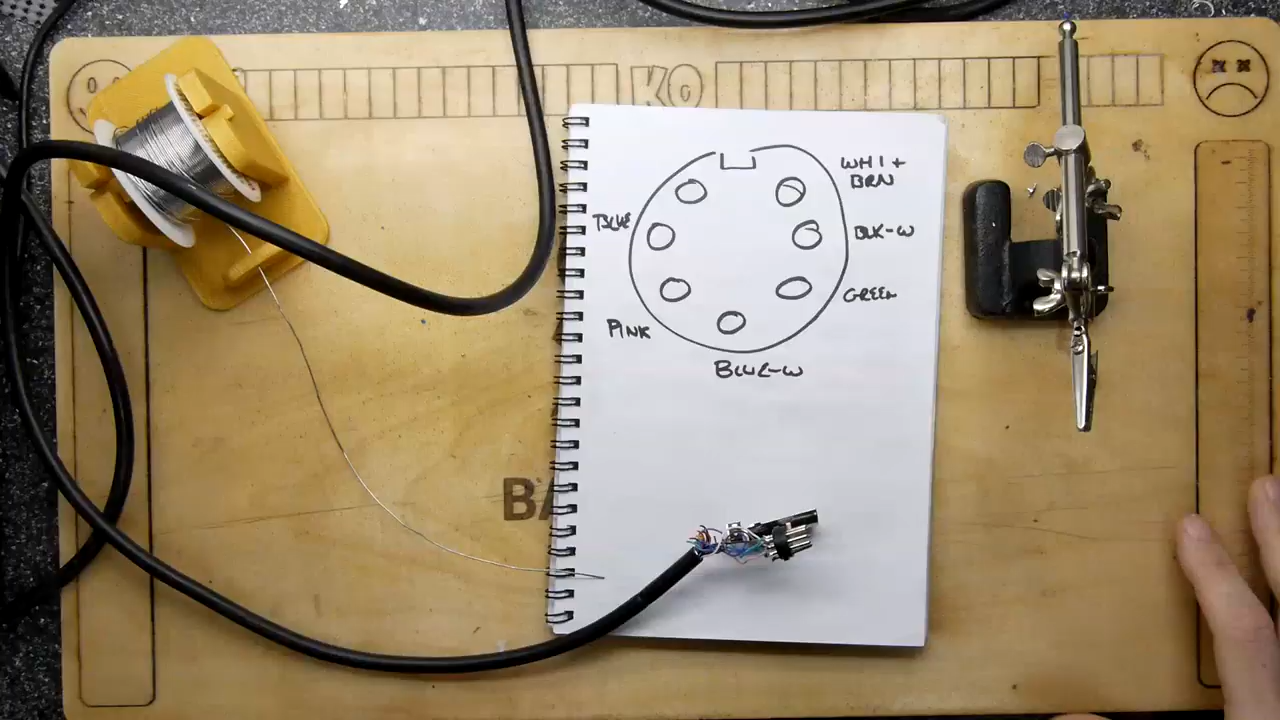 KO
WHI +
BRN
BLUE
BLK-W
GREEN
PINK
BLUE-W
BA